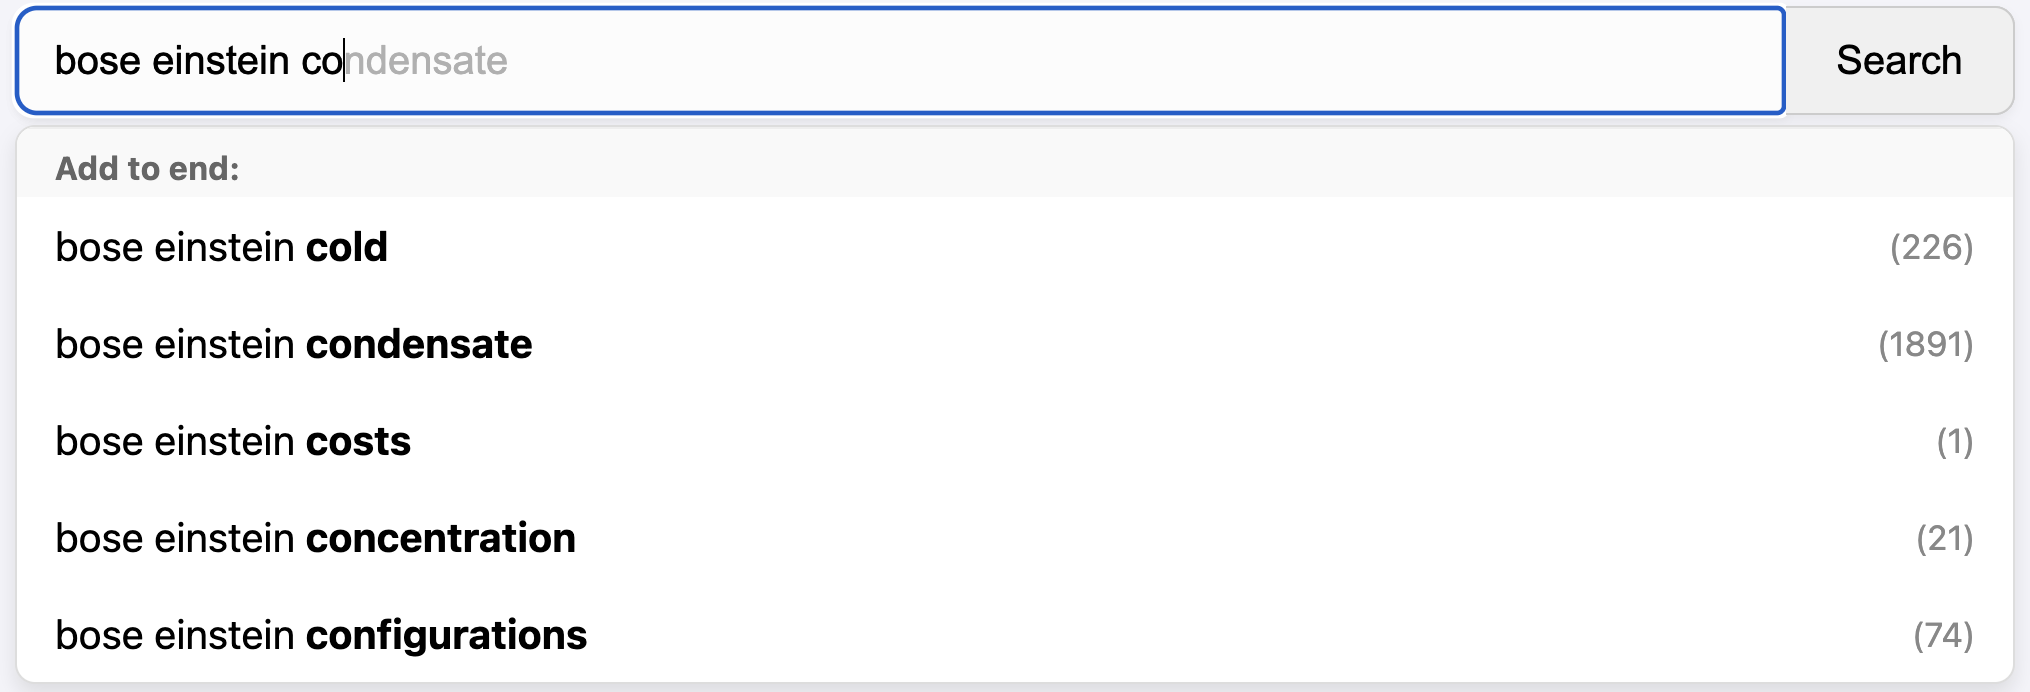 bose einstein condensate
Search
Add to end:
bose einstein cold (226)
bose einstein condensate (1891)
bose einstein costs (1)
bose einstein concentration (21)
bose einstein configurations (74)